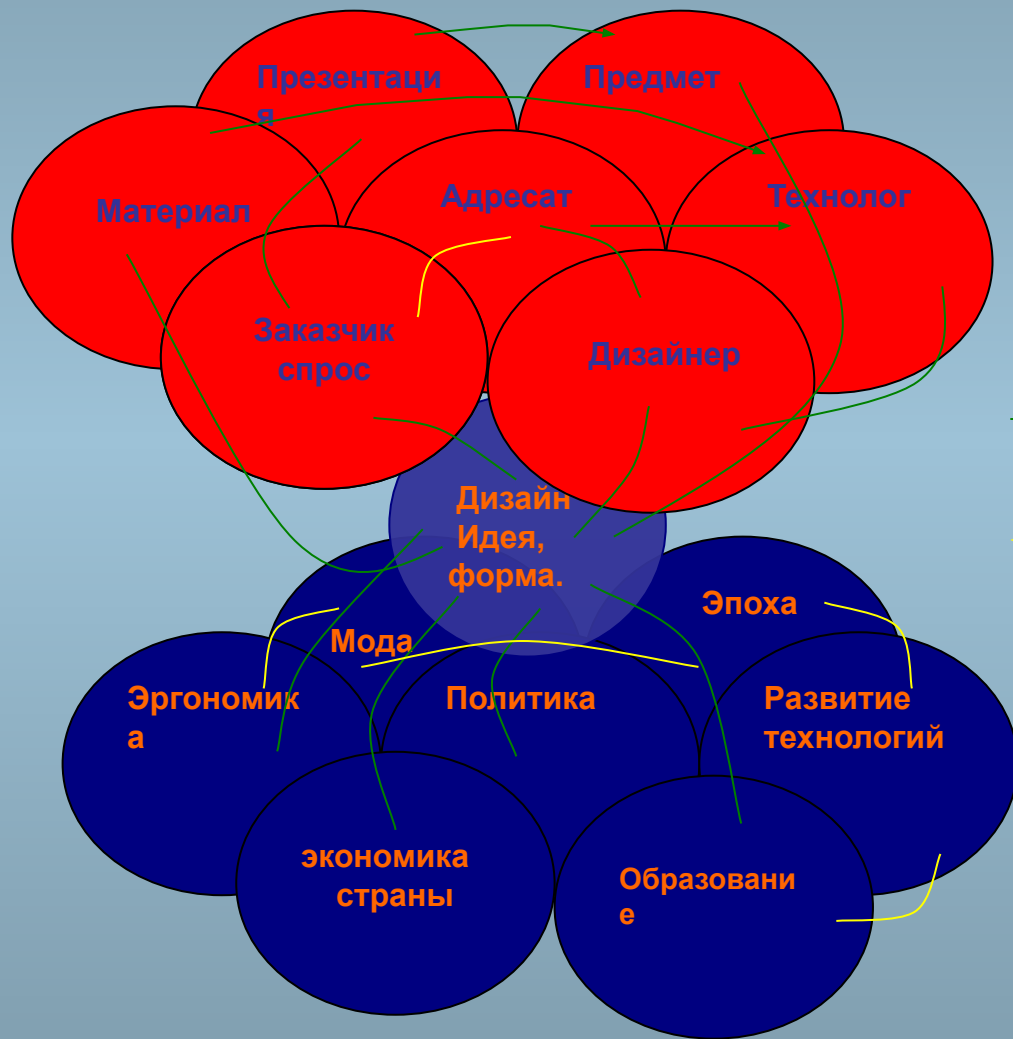 Презентаци
я
Предмет
Материал
Адресат
Технолог
Заказчик
спрос
Дизайнер
Дизайн
Идея,
форма.
Эпоха
Мода
Эргономик
а
Политика
Развитие
технологий
экономика
страны
Образовани
е